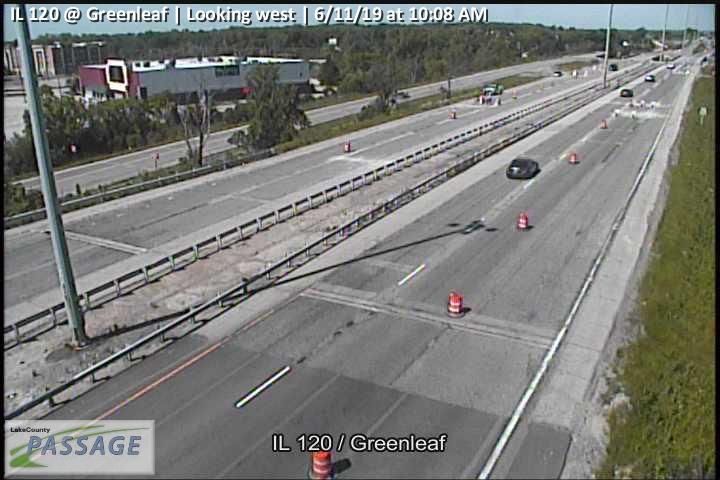 IL 120 @ Greenleaf | Looking west | 6/11/19 at 10:08 AM
IL 120 / Greenleaf
LakeCounty
PASSAGE